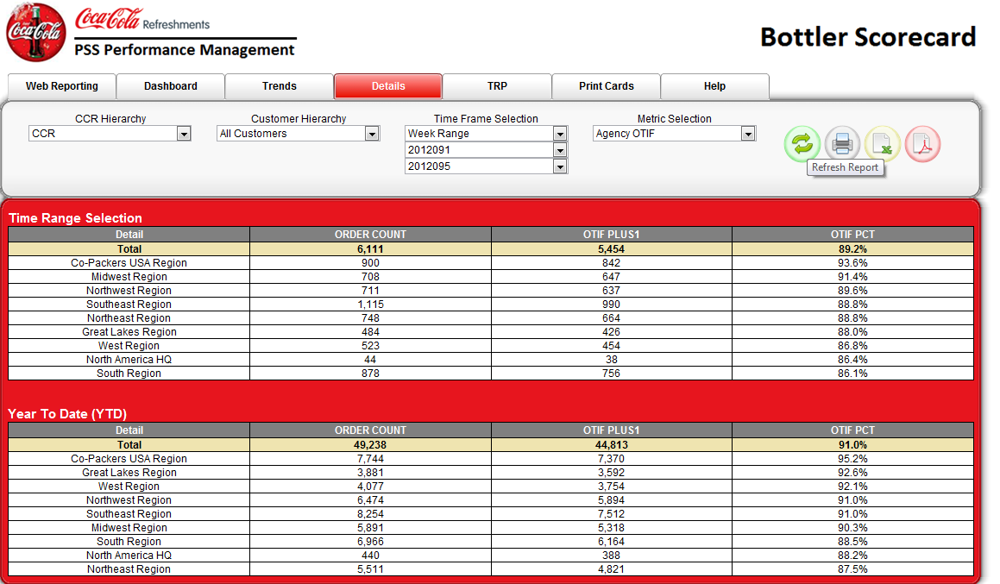 Coca-Cola
Coca-Cola Refreshments
PSS Performance Management
Bottler Scorecard
Web Reporting Dashboard Trends Details TRP Print Cards Help
CCR Hierarchy Customer Hierarchy Time Frame Selection Metric Selection
CCR All Customers Week Range Agency OTIF
2012091
2012095
Refresh Report
Time Range Selection
Detail ORDER COUNT OTIF PLUS1 OTIF PCT
Total 6,111 5,454 89.2%
Co-Packers USA Region 900 842 93.6%
Midwest Region 708 647 91.4%
Northwest Region 711 637 89.6%
Southeast Region 1,115 990 88.8%
Northeast Region 748 664 88.8%
Great Lakes Region 484 426 88.0%
West Region 523 454 86.8%
North America HQ 44 38 86.4%
South Region 878 756 86.1%
Year To Date (YTD)
Detail ORDER COUNT OTIF PLUS1 OTIF PCT
Total 49,238 44,813 91.0%
Co-Packers USA Region 7,744 7,370 95.2%
Great Lakes Region 3,881 3,592 92.6%
West Region 4,077 3,754 92.1%
Northwest Region 6,474 5,894 91.0%
Southeast Region 8,254 7,512 91.0%
Midwest Region 5,891 5,318 90.3%
South Region 6,966 6,164 88.5%
North America HQ 440 388 88.2%
Northeast Region 5,511 4,821 87.5%